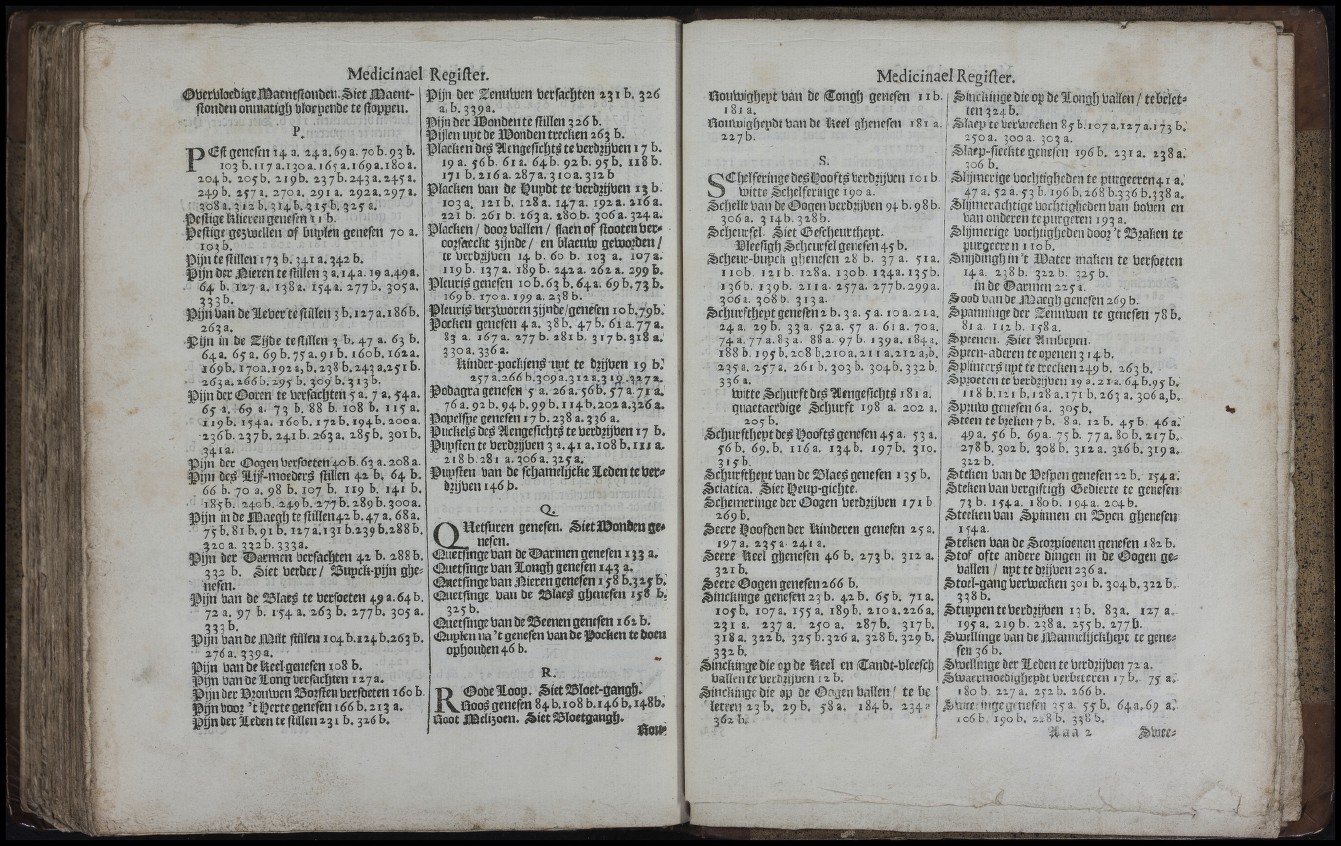 Medicinael Register.
Overvloedige Maentstonden. Siet Maent-
stonden onmatigh vloeyende te stoppen.
P.
PEst genesen 14 a. 24 a. 69 a. 70 b. 93 b.
103 b. 117 a. 130 a. 165 a. 169 a. 180 a.
204 b. 205 b. 219 b. 237 b. 243 a. 245 a.
249 b. 257 a. 270 a. 291 a. 292 a. 297 a.
308 a. 312 b. 314 b. 315 b. 325 a.
Pestige klieren genesen 11 b.
Pestige gezwellen of buylen genesen 70 a.
103 b.
Pijn te stillen 173 b. 341 a. 342 b.
Pijn der Nieren te stillen 3 a. 14 a. 19 a. 49 a.
64 b. 127 a. 138 a. 154 a. 277 b. 305 a.
333 b.
Pijn van de Lever te stillen 3 b. 127 a. 186 b.
263 a.
Pijn in de Zijde te stillen 3 b. 47 a. 63 b.
64 a. 65 a. 69 b. 75 a. 91 b. 160 b. 162 a.
169 b. 170 a. 192 a, b. 238 b. 243 a. 251 b.
263 a. 266 b. 295 b. 309 b. 313 b.
Pijn der Ooren te versachten 5 a. 7 a. 54 a.
65 a. 69 a. 73 b. 88 b. 108 b. 115 a.
119 b. 154 a. 160 b. 172 b. 194 b. 200 a.
236 b. 237 b. 241 b. 263 a. 285 b. 301 b.
341 a.
Pijn der Oogen versoeten 40 b. 63 a. 208 a.
Pijn des Lijf-moeders stillen 42 b. 64 b.
66 b. 70 a. 98 b. 107 b. 119 b. 141 b.
185 b. 240 b. 249 b. 277 b. 289 b. 300 a.
Pijn in de Maegh te stillen 42 b. 47 a. 68 a.
75 b. 81 b. 91 b. 127 a. 131 b. 239 b. 288 b.
320 a. 332 b. 333 a.
Pijn der Daermen versachten 42 b. 288 b.
332 b. Siet verder / Buyck-pijn ghe-
nesen.
Pijn van de Blaes te versoeten 49 a. 64 b.
72 a. 97 b. 154 a. 263 b. 277 b. 305 a.
333 b.
Pijn van de Milt stillen 104 b. 124 b. 263 b.
276 a. 339 a.
Pijn van de Keel genesen 108 b.
Pijn van de Long versachten 127 a.
Pijn der Vrouwen Borsten versoeten 160 b.
Pijn voor 't Herte genesen 166 b. 213 a.
Pijn der Leden te stillen 231 b. 326 b.
Pijn der Zenuwen versachten 231 b. 326
a. b. 339 a.
Pijn der Wonden te stillen 326 b.
Pijlen uyt de Wonden trecken 263 b.
Placken des Aengesichts te verdrijven 17 b.
19 a. 56 b. 61 a. 64 b. 92 b. 95 b. 118 b.
171 b. 216 a. 287 a. 310 a. 312 b
Placken van de Huydt te verdrijven 13 b.
103 a. 121 b. 128 a. 147 a. 192 a. 216 a.
221 b. 261 b. 263 a. 280 b. 306 a. 324 a.
Placken / door vallen / slaen of stooten ver-
oorsaeckt zijnde / en blaeuw geworden /
te verdrijven 14 b. 60 b. 103 a. 107 a.
119 b. 137 a. 189 b. 242 a. 262 a. 299 b.
Pleuris genesen 10 b. 63 b. 64 a. 69 b. 73 b.
169 b. 170 a. 199 a. 238 b.
Pleuris verzworen zijnde / genesen 10 b. 79 b.
Pocken genesen 4 a. 38 b. 47 b. 61 a. 77 a.
83 a. 167 a. 277 b. 281 b. 317 b. 318 a.
330 a. 336 a.
Kinder-pockjens uyt te drijven 19 b.
257 a. 266 b. 309 a. 312 a. 319. 327 a.
Podagra genesen 5 a. 26 a. 56 b. 57 a. 71 a.
76 a. 92 b. 94 b. 99 b. 114 b. 202 a. 326 a.
Popelsye genesen 17 b. 238 a. 336 a.
Puckels des Aengesichts te verdrijven 17 b.
Puysten te verdrijven 3 a. 41 a. 108 b. 111 a.
218 b. 281 a. 306 a. 325 a.
Puysten van de schamelijcke Leden te ver-
drijven 146 b.
Q.
QUetsuren genesen. Siet Wonden ge-
nesen.
Quetsinge van de Darmen genesen 133 a.
Quetsinge van Longh genesen 143 a.
Quetsinge van Nieren genesen 158 b. 325 b.
Quetsinge van de Blaes ghenesen 158 b.
325 b.
Quetsinge van de Beenen genesen 162 b.
Quylen na 't genesen van de Pocken te doen
ophouden 46 b.
R.
ROode Loop. Siet Bloet-gangh.
Roos genesen 84 b. 108 b. 146 b, 148 b.
Root Melizoen. Siet Bloetgangh.
Rou-
Medicinael Register.
Rouwigheyt van de Tongh genesen 11 b.
181 a.
Rouwigheydt van de Keel ghenesen 181 a.
227 b.
S.
SChelferinge des Hoofts verdrijven 101 b.
witte Schelferinge 190 a.
Schelle van de Oogen verdrijven 94 b. 98 b.
306 a. 314 b. 328 b.
Scheursel. Siet Gescheurtheyt.
Vleesigh Scheursel genesen 45 b.
Scheur-buyck ghenesen 28 b. 37 a. 51 a.
110 b. 121 b. 128 a. 130 b. 134 a. 135 b.
136 b. 139 b. 211 a. 257 a. 277 b. 299 a.
306 a. 308 b. 313 a.
Schurftheyt genesen 2 b. 3 a. 5 a. 10 a. 21 a.
24 a. 29 b. 33 a. 52 a. 57 a. 61 a. 70 a.
74 a. 77 a. 83 a. 88 a. 97 b. 139 a. 184 a.
188 b. 195 b. 208 b. 210 a. 211 a. 212 a, b.
235 a. 257 a. 261 b. 303 b. 304 b. 332 b.
336 a.
witte Schurft des Aengesichts 181 a.
quaetaerdige Schurft 198 a. 202 a.
205 b.
Schurftheyt des Hoofts genesen 45 a. 53 a.
56 b. 69. b. 116 a. 134 b. 197 b. 310.
315 b.
Schurftheyt van de Blaes genesen 135 b.
Sciatica. Siet Heup-gichte.
Schemeringe der Oogen verdrijven 171 b
269 b.
Seere Hoofden der Kinderen genesen 25 a.
197 a. 235 a. 241 a.
Seere Keel ghenesen 46 b. 273 b. 312 a.
321 b.
Seere Oogen genesen 266 b.
Sinckinge genesen 23 b. 42 b. 65 b. 71 a.
105 b. 107 a. 155 a. 189 b. 210 a. 226 a.
231 a. 237 a. 250 a. 287 b. 317 b.
318 a. 322 b. 325 b. 326 a. 328 b. 329 b.
332 b.
Sinckinge die op de Keel en Tandt-vleesch
vallen te verdrijven 12 b.
Sinckinge die op de Oogen vallen / te be
letten 23 b. 29 b. 58 a. 184 b. 234 a
362 b.
Sinckinge die op de Longh vallen / te belet-
ten 324 b.
Slaep te verwecken 85 b. 107 a. 127 a. 173 b.
250 a. 300 a. 303 a.
Slaep-sieckte genesen 196 b. 231 a. 238 a.
306 b.
Slijmerige vochtigheden te purgeeren 41 a.
47 a. 52 a. 53 b. 196 b. 268 b. 336 b. 338 a.
Slijmerachtige vochtigheden van boven en
van onderen te purgeren 193 a.
Slijmerige vochtigheden door 't Braken te
purgeeren 110 b.
Snijdingh in 't Water maken te versoeten
14 a. 238 b. 322 b. 325 b.
in de Darmen 225 a.
Sood van de Maegh genesen 269 b.
Spanninge der Zenuwen te genesen 78 b.
81 a. 112 b. 158 a.
Speenen. Siet Ambeyen.
Speen-aderen te openen 314 b.
Splinters uyt te trecken 249 b. 263 b.
Sproeten te verdrijven 19 a. 21 a. 64 b. 95 b.
118 b. 121 b. 128 a. 171 b. 263 a. 306 a, b.
Spruw genesen 6 a. 305 b.
Steen te breken 7 b. 8 a. 12 b. 45 b. 46 a.
49 a. 56 b. 69 a. 75 b. 77 a. 80 b. 217 b.
278 b. 302 b. 308 b. 312 a. 316 b. 319 a.
322 b.
Steken van de Vespen genesen 22 b. 154 a.
Steken van vergiftigh Gedierte te genesen
73 b. 154 a. 180 b. 194 a. 204 b.
Steeken van Spinnen en Byen ghenesen
154 a.
Steken van de Scorpioenen genesen 182 b.
Stof ofte andere dingen in de Oogen ge-
vallen / uyt te drijven 236 a.
Stoel-gang verwecken 301 b. 304 b. 322 b.
338 b.
Stuypen te verdrijven 13 b. 83 a. 127 a.
195 a. 219 b. 238 a. 255 b. 277 b.
Swellinge van de Mannelijckheyt te gene-
sen 36 b.
Swellinge der Leden te verdrijven 72 a.
Swaermoedigheydt verbeteren 17 b. 75 a.
180 b. 227 a. 252 b. 266 b.
genesen 35 a. 55 b. 64 a. 69 a.
106 b. 190 b. 228 b. 338 b.
Aaa 2 Swee-